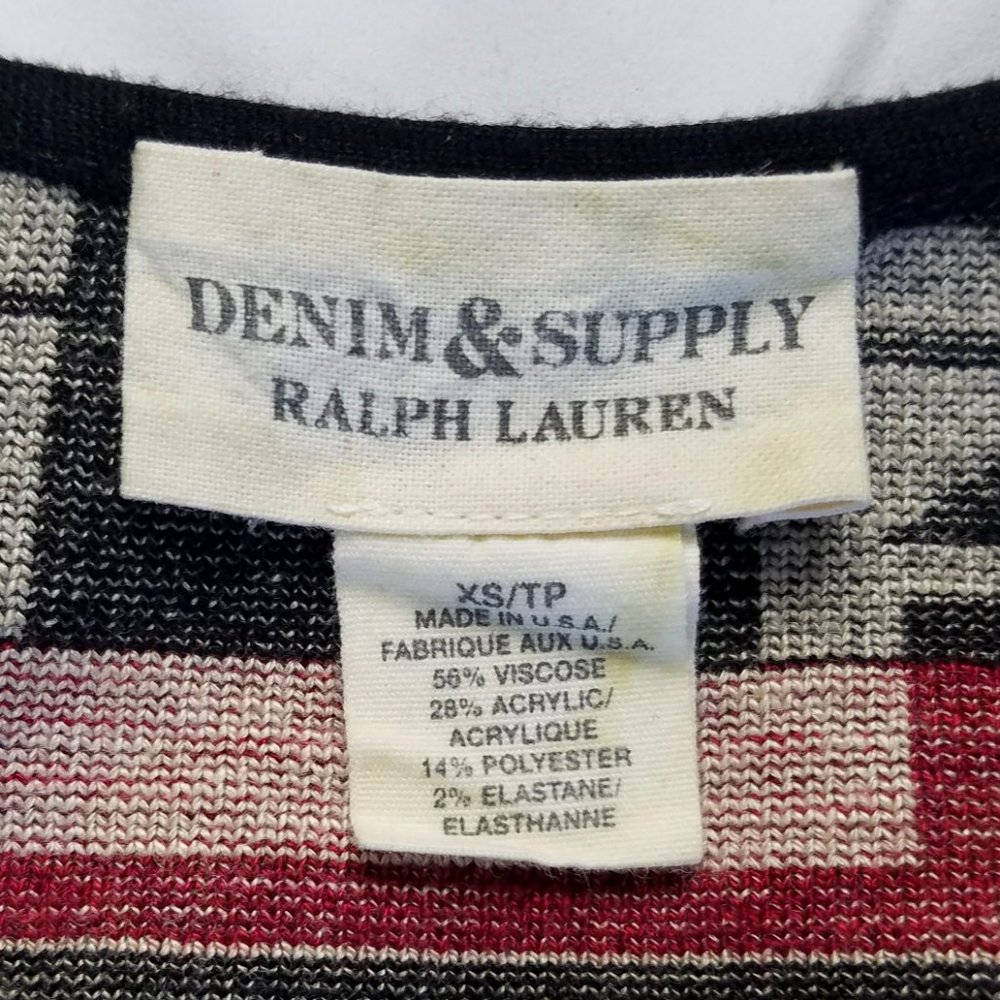 DENIM & SUPPLY
RALPH LAUREN
XS/TP
MADE IN U.S.A./
FABRIQUE AUX U.S.A.
56% VISCOSE
28% ACRYLIC/
ACRYLIQUE
14% POLYESTER
2% ELASTANE/
ELASTHANNE